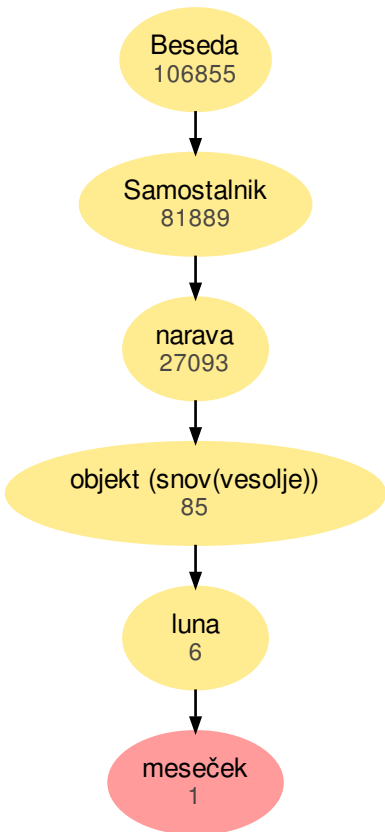 Beseda
106855
Samostalnik
81889
narava
27093
objekt (snov(vesolje))
85
luna
6
meseček
1